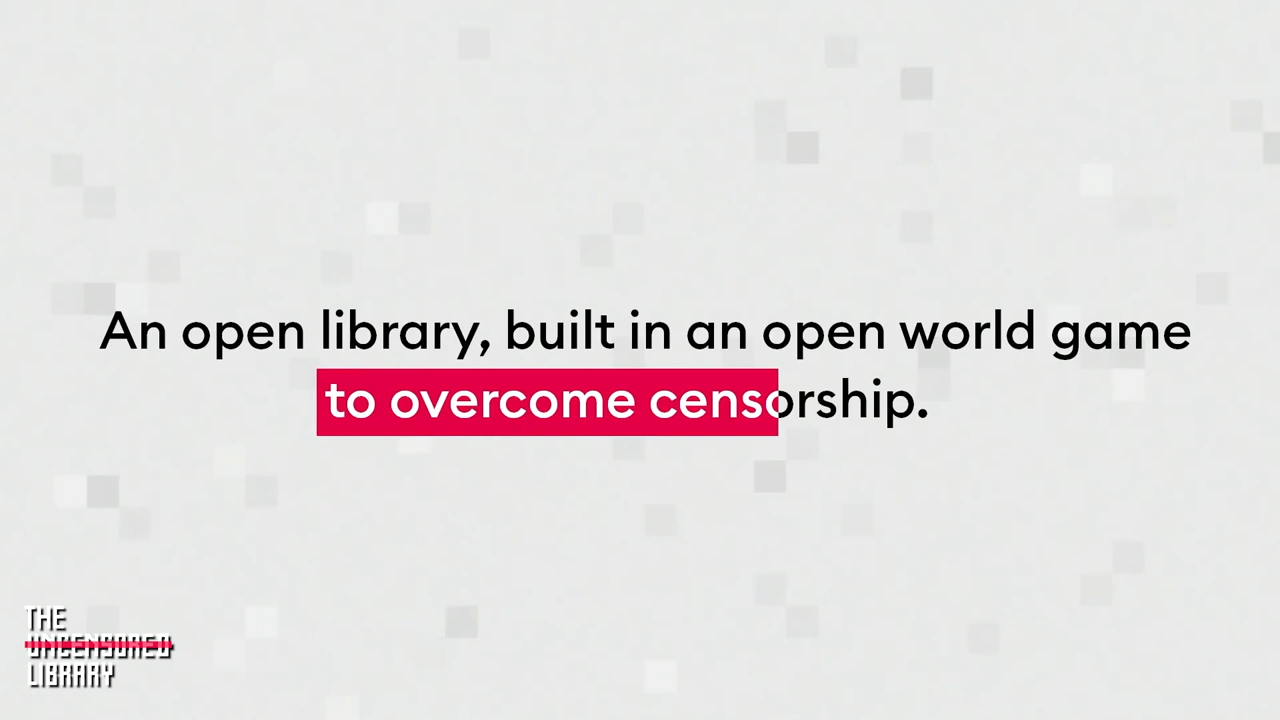 An open library, built in an open world game
to overcome censorship.
THE
UNCENSORED
LIBRARY